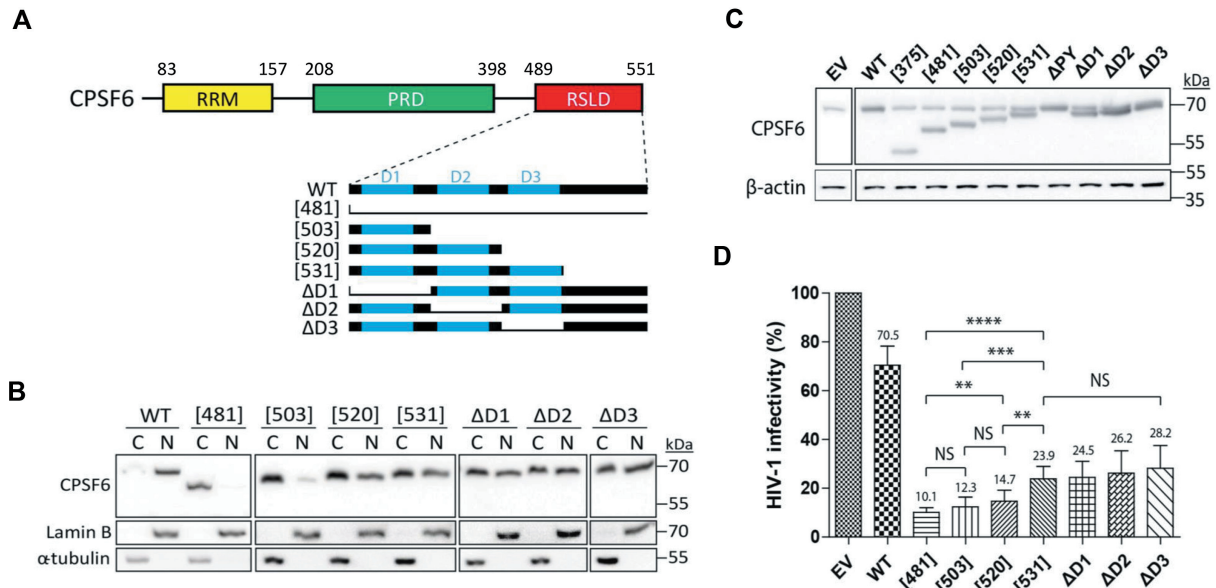 A
83 157 208 398 489 551
CPSF6 RRM PRD RSLD
D1 D2 D3
WT
[481]
[503]
[520]
[531]
ΔD1
ΔD2
ΔD3
B
WT [481] [503] [520] [531] ΔD1 ΔD2 ΔD3
C N C N C N C N C N C N C N C N kDa
CPSF6 70
55
Lamin B 70
α-tubulin 55
C
EV WT [375] [481] [503] [520] [531] ΔPY ΔD1 ΔD2 ΔD3 kDa
CPSF6 70
55
β-actin 55
35
D
HIV-1 infectivity (%)
100
80
60
40
20
0
70.5
10.1
12.3
14.7
23.9
24.5
26.2
28.2
****
***
**
NS
**
NS
NS
EV WT [481] [503] [520] [531] ΔD1 ΔD2 ΔD3